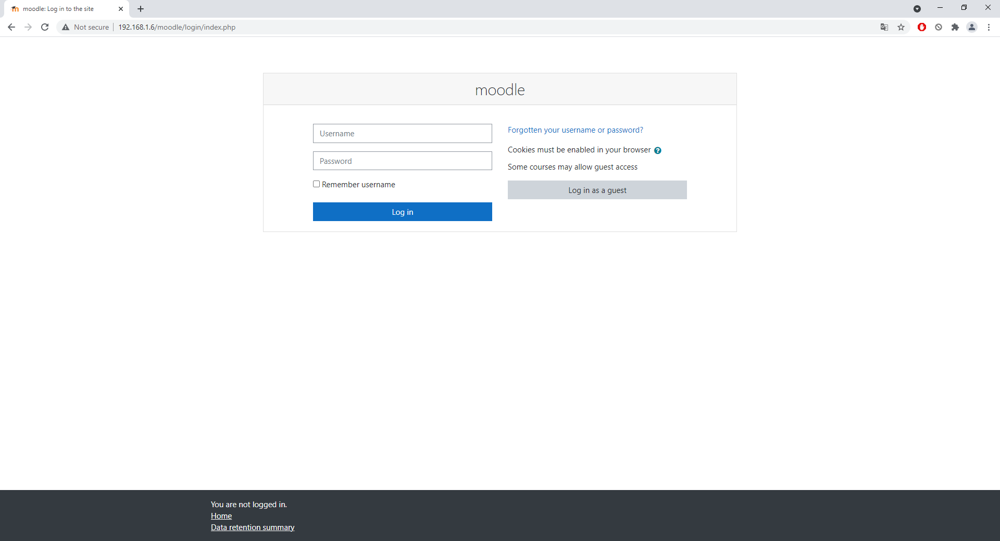 moodle: Log in to the site
Not secure
192.168.1.6/moodle/login/index.php
moodle
Username
Password
Remember username
Log in
Forgotten your username or password?
Cookies must be enabled in your browser
Some courses may allow guest access
Log in as a guest
You are not logged in.
Home
Data retention summary